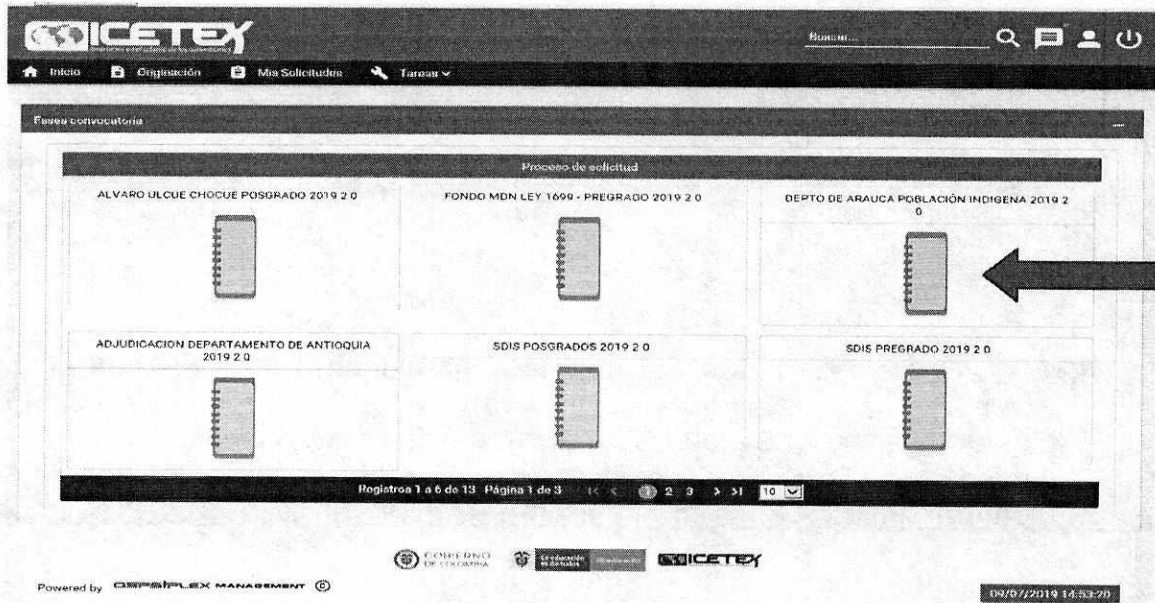 ICETEX
Buscar...
Inicio Originación Mis Solicitudes Tareas
Fases convocatoria
Proceso de solicitud
ALVARO ULCUE CHOCUE POSGRADO 2019 2 0
FONDO MDN LEY 1699 - PREGRADO 2019 2 0
DEPTO DE ARAUCA POBLACIÓN INDIGENA 2019 2
0
ADJUDICACION DEPARTAMENTO DE ANTIOQUIA
2019 2 0
SDIS POSGRADOS 2019 2 0
SDIS PREGRADO 2019 2 0
Registros 1 a 6 de 13 Página 1 de 3 1 2 3 10
GOBIERNO
DE COLOMBIA
ICETEX
Powered by MANAGEMENT
09/07/2019 14:53:20